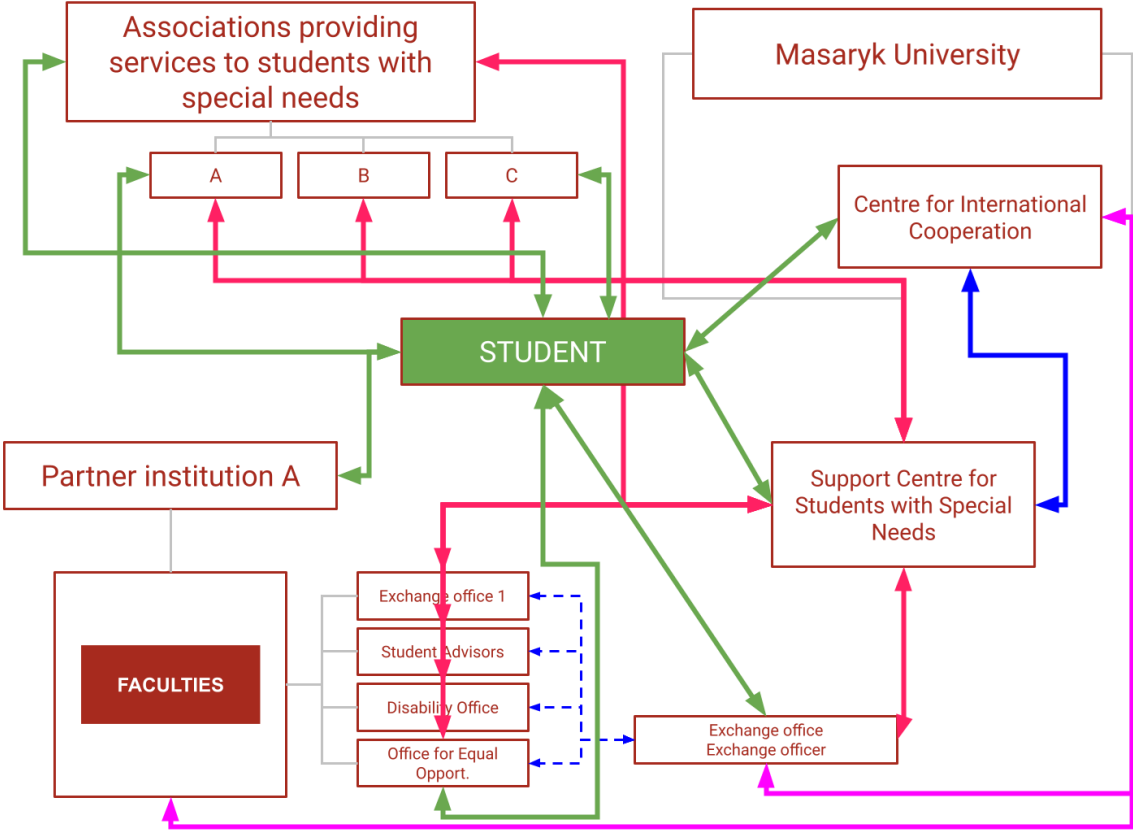 Associations providing
services to students with
special needs
Masaryk University
A
B
C
Centre for International
Cooperation
STUDENT
Partner institution A
Support Centre for
Students with Special
Needs
Exchange office 1
Student Advisors
FACULTIES
Disability Office
Exchange office
Exchange officer
Office for Equal
Opport.